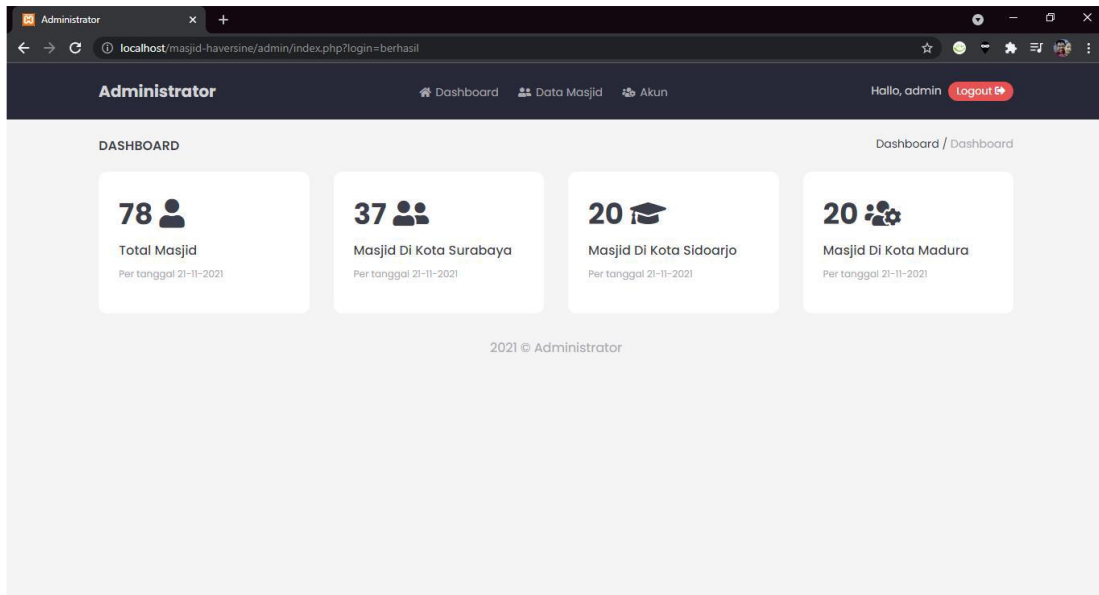 Administrator
localhost/masjid-haversine/admin/index.php?login=berhasil
Administrator Dashboard Data Masjid Akun Hallo, admin Logout
DASHBOARD Dashboard / Dashboard
78
Total Masjid
Per tanggal 21-11-2021
37
Masjid Di Kota Surabaya
Per tanggal 21-11-2021
20
Masjid Di Kota Sidoarjo
Per tanggal 21-11-2021
20
Masjid Di Kota Madura
Per tanggal 21-11-2021
2021 © Administrator